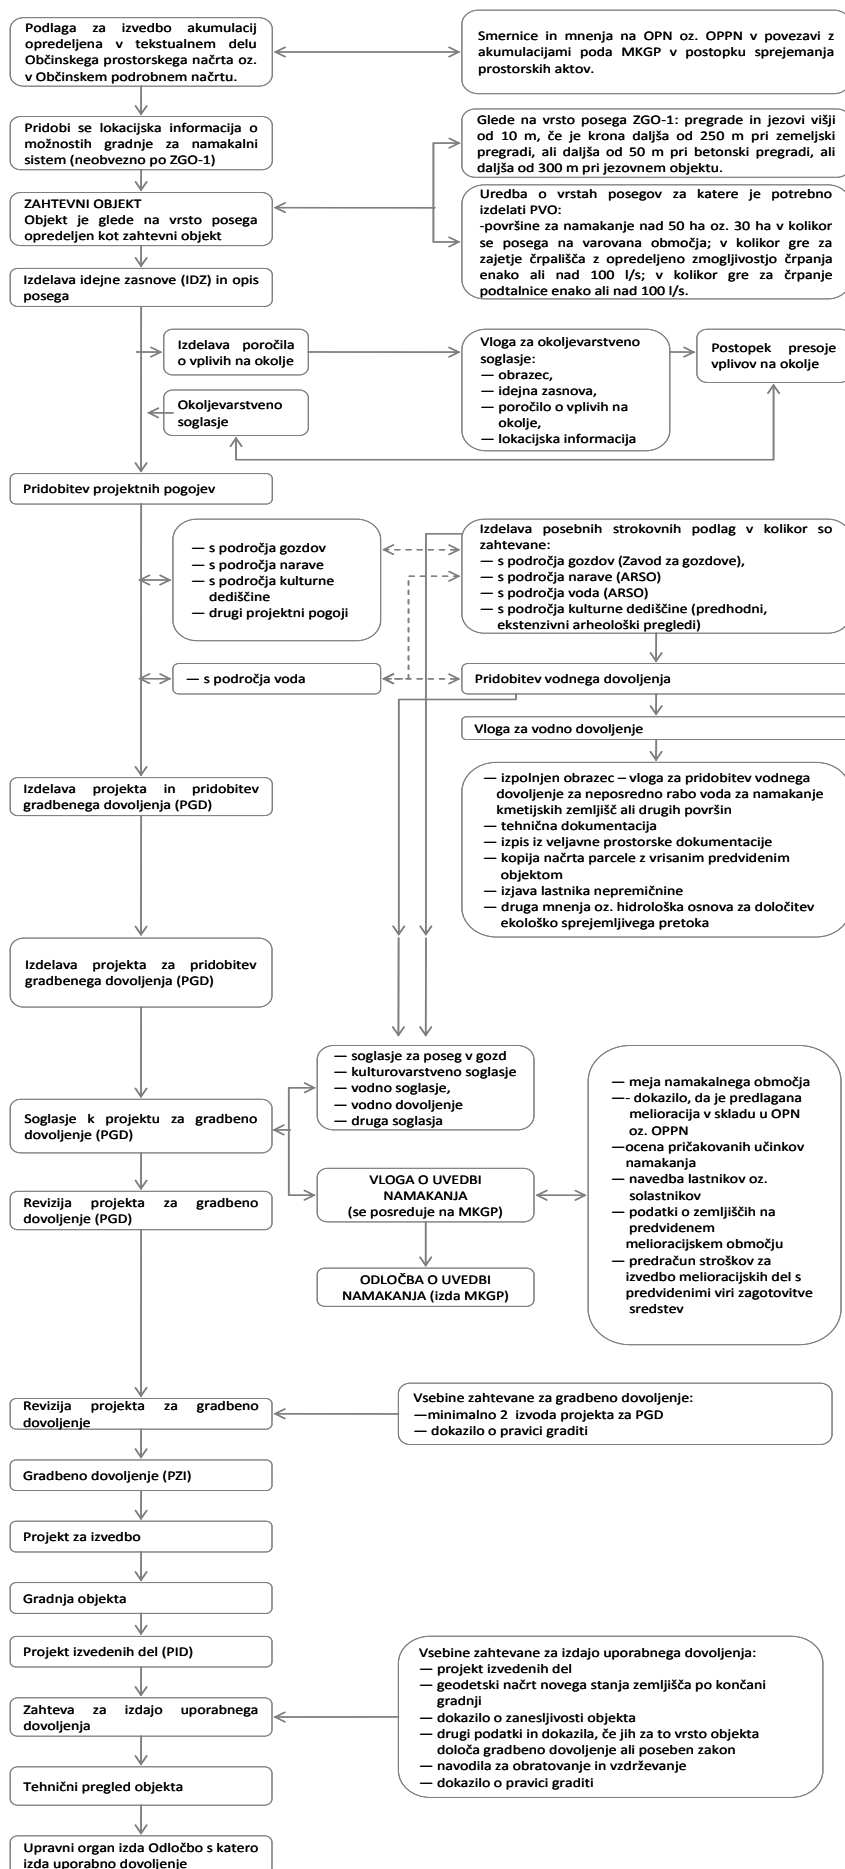 Podlaga za izvedbo akumulacij
opredeljena v tekstualnem delu
Občinskega prostorskega načrta oz.
v Občinskem podrobnem načrtu.
Smernice in mnenja na OPN oz. OPPN v povezavi z
akumulacijami poda MKGP v postopku sprejemanja
prostorskih aktov.
Pridobi se lokacijska informacija o
možnostih gradnje za namakalni
sistem (neobvezno po ZGO-1)
Glede na vrsto posega ZGO-1: pregrade in jezovi višji
od 10 m, če je krona daljša od 250 m pri zemeljski
pregradi, ali daljša od 50 m pri betonski pregradi, ali
daljša od 300 m pri jezovnem objektu.
ZAHTEVNI OBJEKT
Objekt je glede na vrsto posega
opredeljen kot zahtevni objekt
Uredba o vrstah posegov za katere je potrebno
izdelati PVO:
-površine za namakanje nad 50 ha oz. 30 ha v kolikor
se posega na varovana območja; v kolikor gre za
zajetje črpališča z opredeljeno zmogljivostjo črpanja
enako ali nad 100 l/s; v kolikor gre za črpanje
podtalnice enako ali nad 100 l/s.
Izdelava idejne zasnove (IDZ) in opis
posega
Izdelava poročila
o vplivih na okolje
Vloga za okoljevarstveno
soglasje:
— obrazec,
— idejna zasnova,
— poročilo o vplivih na
okolje,
— lokacijska informacija
Postopek presoje
vplivov na okolje
Okoljevarstveno
soglasje
Pridobitev projektnih pogojev
— s področja gozdov
— s področja narave
— s področja kulturne
dediščine
— drugi projektni pogoji
Izdelava posebnih strokovnih podlag v kolikor so
zahtevane:
— s področja gozdov (Zavod za gozdove),
— s področja narave (ARSO)
— s področja voda (ARSO)
— s področja kulturne dediščine (predhodni,
ekstenzivni arheološki pregledi)
— s področja voda
Pridobitev vodnega dovoljenja
Vloga za vodno dovoljenje
Izdelava projekta in pridobitev
gradbenega dovoljenja (PGD)
— izpolnjen obrazec – vloga za pridobitev vodnega
dovoljenje za neposredno rabo voda za namakanje
kmetijskih zemljišč ali drugih površin
— tehnična dokumentacija
— izpis iz veljavne prostorske dokumentacije
— kopija načrta parcele z vrisanim predvidenim
objektom
— izjava lastnika nepremičnine
— druga mnenja oz. hidrološka osnova za določitev
ekološko sprejemljivega pretoka
Izdelava projekta za pridobitev
gradbenega dovoljenja (PGD)
— soglasje za poseg v gozd
— kulturovarstveno soglasje
— vodno soglasje,
— vodno dovoljenje
— druga soglasja
Soglasje k projektu za gradbeno
dovoljenje (PGD)
— meja namakalnega območja
—- dokazilo, da je predlagana
melioracija v skladu u OPN
oz. OPPN
—ocena pričakovanih učinkov
namakanja
— navedba lastnikov oz.
solastnikov
— podatki o zemljiščih na
predvidenem
melioracijskem območju
— predračun stroškov za
izvedbo melioracijskih del s
predvidenimi viri zagotovitve
sredstev
VLOGA O UVEDBI
NAMAKANJA
(se posreduje na MKGP)
Revizija projekta za gradbeno
dovoljenje (PGD)
ODLOČBA O UVEDBI
NAMAKANJA (izda MKGP)
Revizija projekta za gradbeno
dovoljenje
Vsebine zahtevane za gradbeno dovoljenje:
—minimalno 2 izvoda projekta za PGD
— dokazilo o pravici graditi
Gradbeno dovoljenje (PZI)
Projekt za izvedbo
Gradnja objekta
Projekt izvedenih del (PID)
Vsebine zahtevane za izdajo uporabnega dovoljenja:
— projekt izvedenih del
— geodetski načrt novega stanja zemljišča po končani
gradnji
— dokazilo o zanesljivosti objekta
— drugi podatki in dokazila, če jih za to vrsto objekta
določa gradbeno dovoljenje ali poseben zakon
— navodila za obratovanje in vzdrževanje
— dokazilo o pravici graditi
Zahteva za izdajo uporabnega
dovoljenja
Tehnični pregled objekta
Upravni organ izda Odločbo s katero
izda uporabno dovoljenje